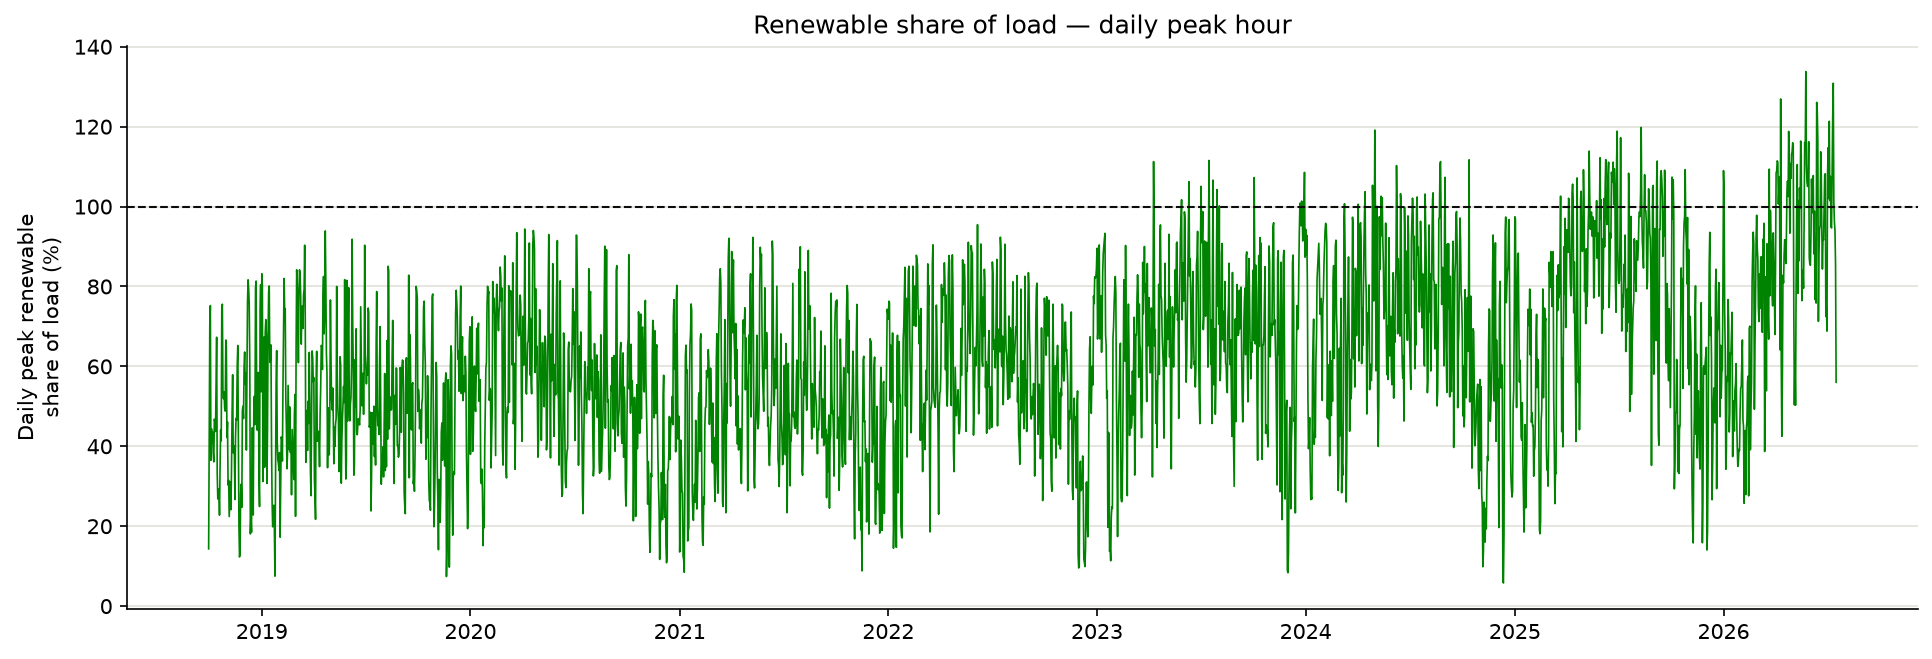 Renewable share of load — daily peak hour
Daily peak renewable
share of load (%)
140
120
100
80
60
40
20
0
2019 2020 2021 2022 2023 2024 2025 2026